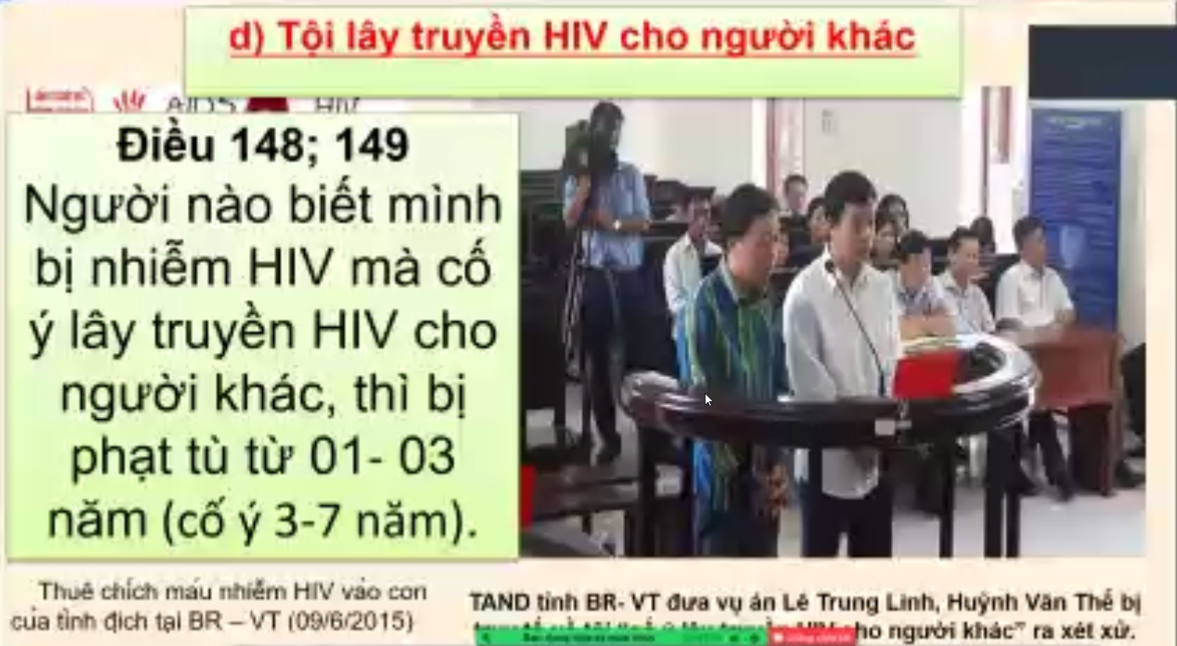 d) Tội lây truyền HIV cho người khác
AIDS HIV
Điều 148; 149
Người nào biết mình
bị nhiễm HIV mà cố
ý lây truyền HIV cho
người khác, thì bị
phạt tù từ 01- 03
năm (cố ý 3-7 năm).
Thuê chích máu nhiễm HIV vào con
của tình địch tại BR – VT (09/6/2015)
TAND tỉnh BR- VT đưa vụ án Lê Trung Linh, Huỳnh Văn Thể bị
cho người khác” ra xét xử.